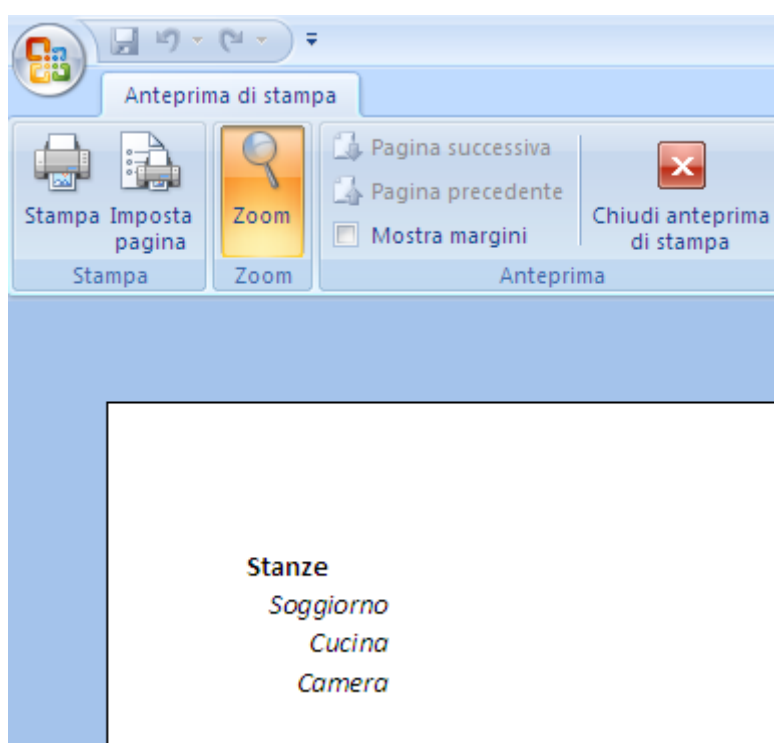 Anteprima di stampa
Pagina successiva
Pagina precedente
Mostra margini
Stampa
Imposta
pagina
Zoom
Chiudi anteprima
di stampa
Stampa
Zoom
Anteprima
Stanze
Soggiorno
Cucina
Camera